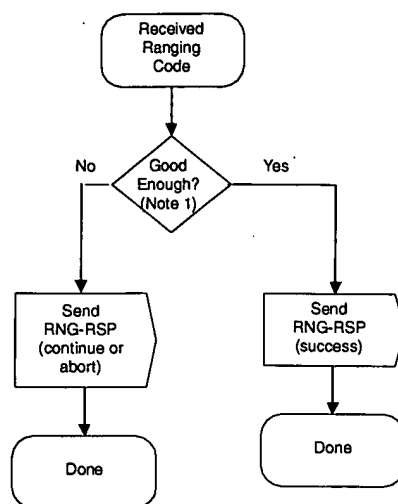 Received
Ranging
Code
No
Good
Enough?
(Note 1)
Yes
Send
RNG-RSP
(continue or
abort)
Send
RNG-RSP
(success)
Done
Done